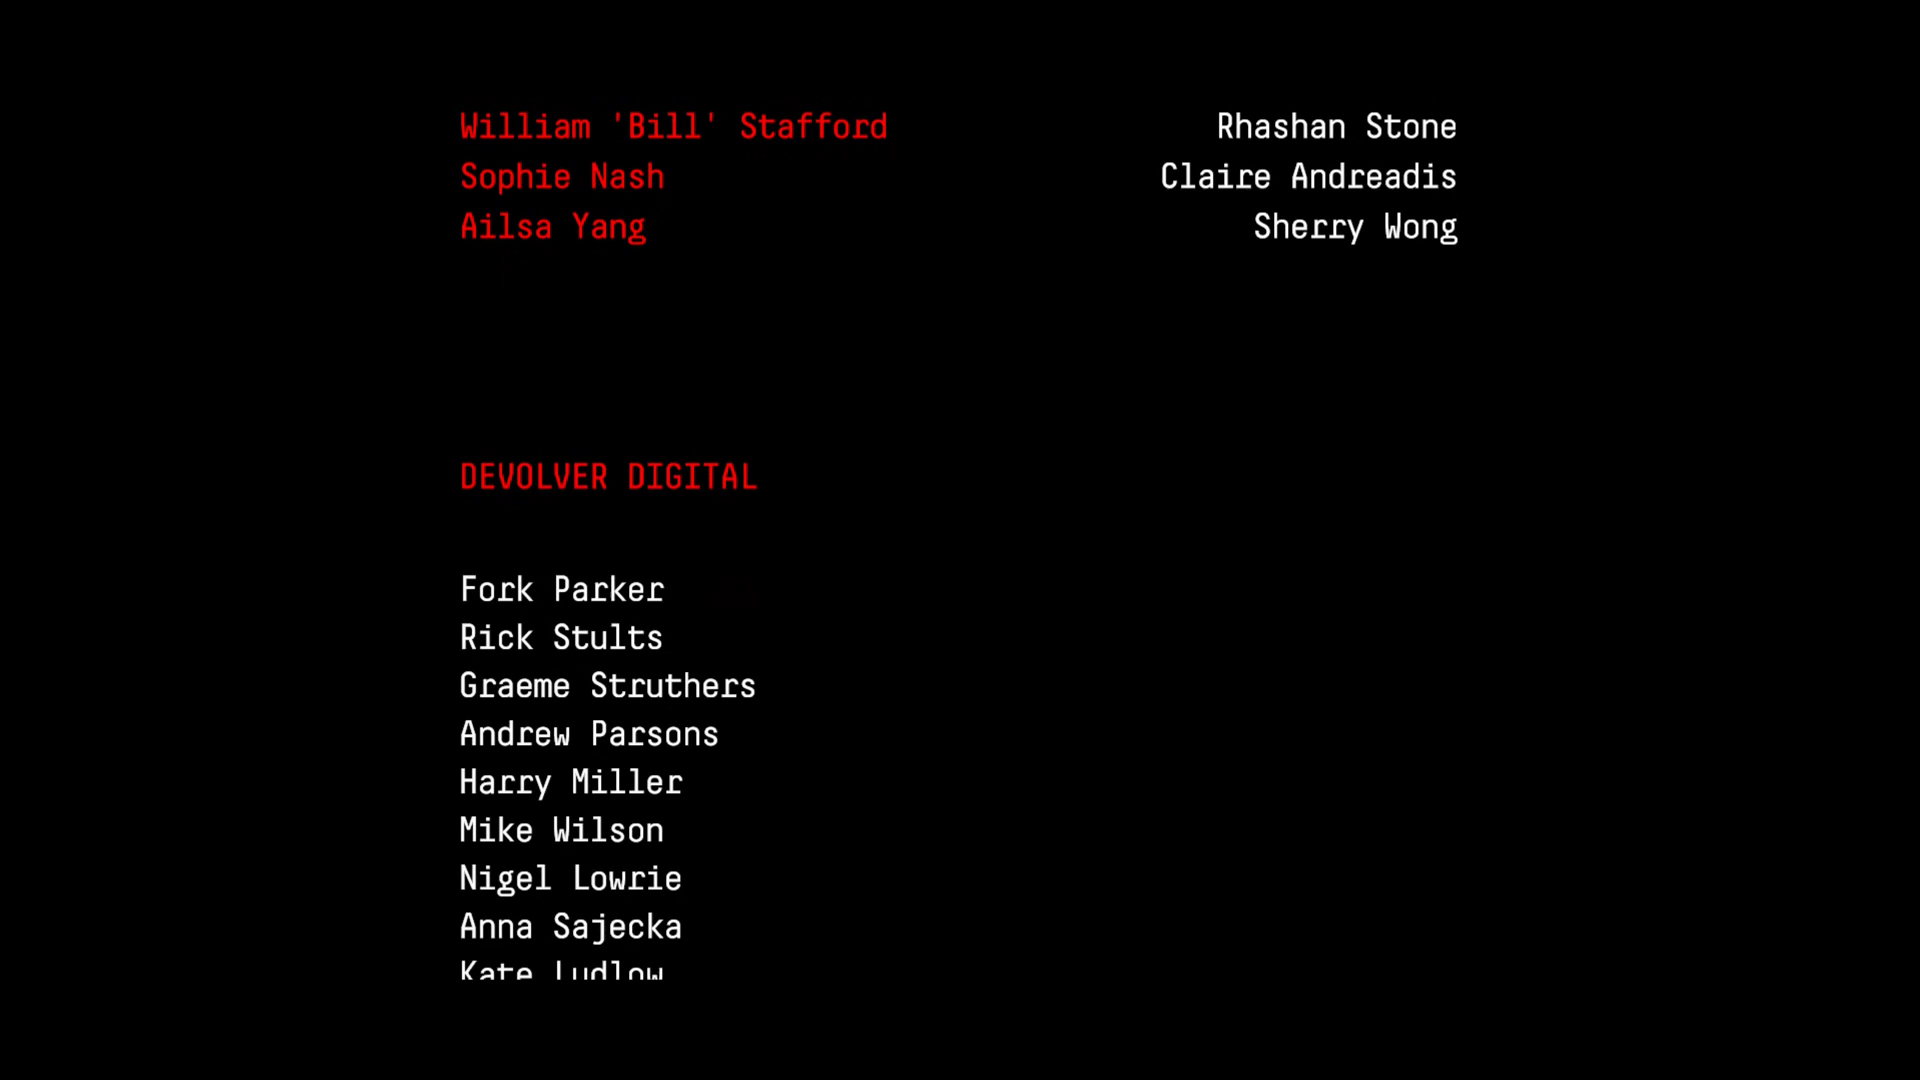 William 'Bill' Stafford Rhashan Stone
Sophie Nash Claire Andreadis
Ailsa Yang Sherry Wong
DEVOLVER DIGITAL
Fork Parker
Rick Stults
Graeme Struthers
Andrew Parsons
Harry Miller
Mike Wilson
Nigel Lowrie
Anna Sajecka
Kate Ludlow